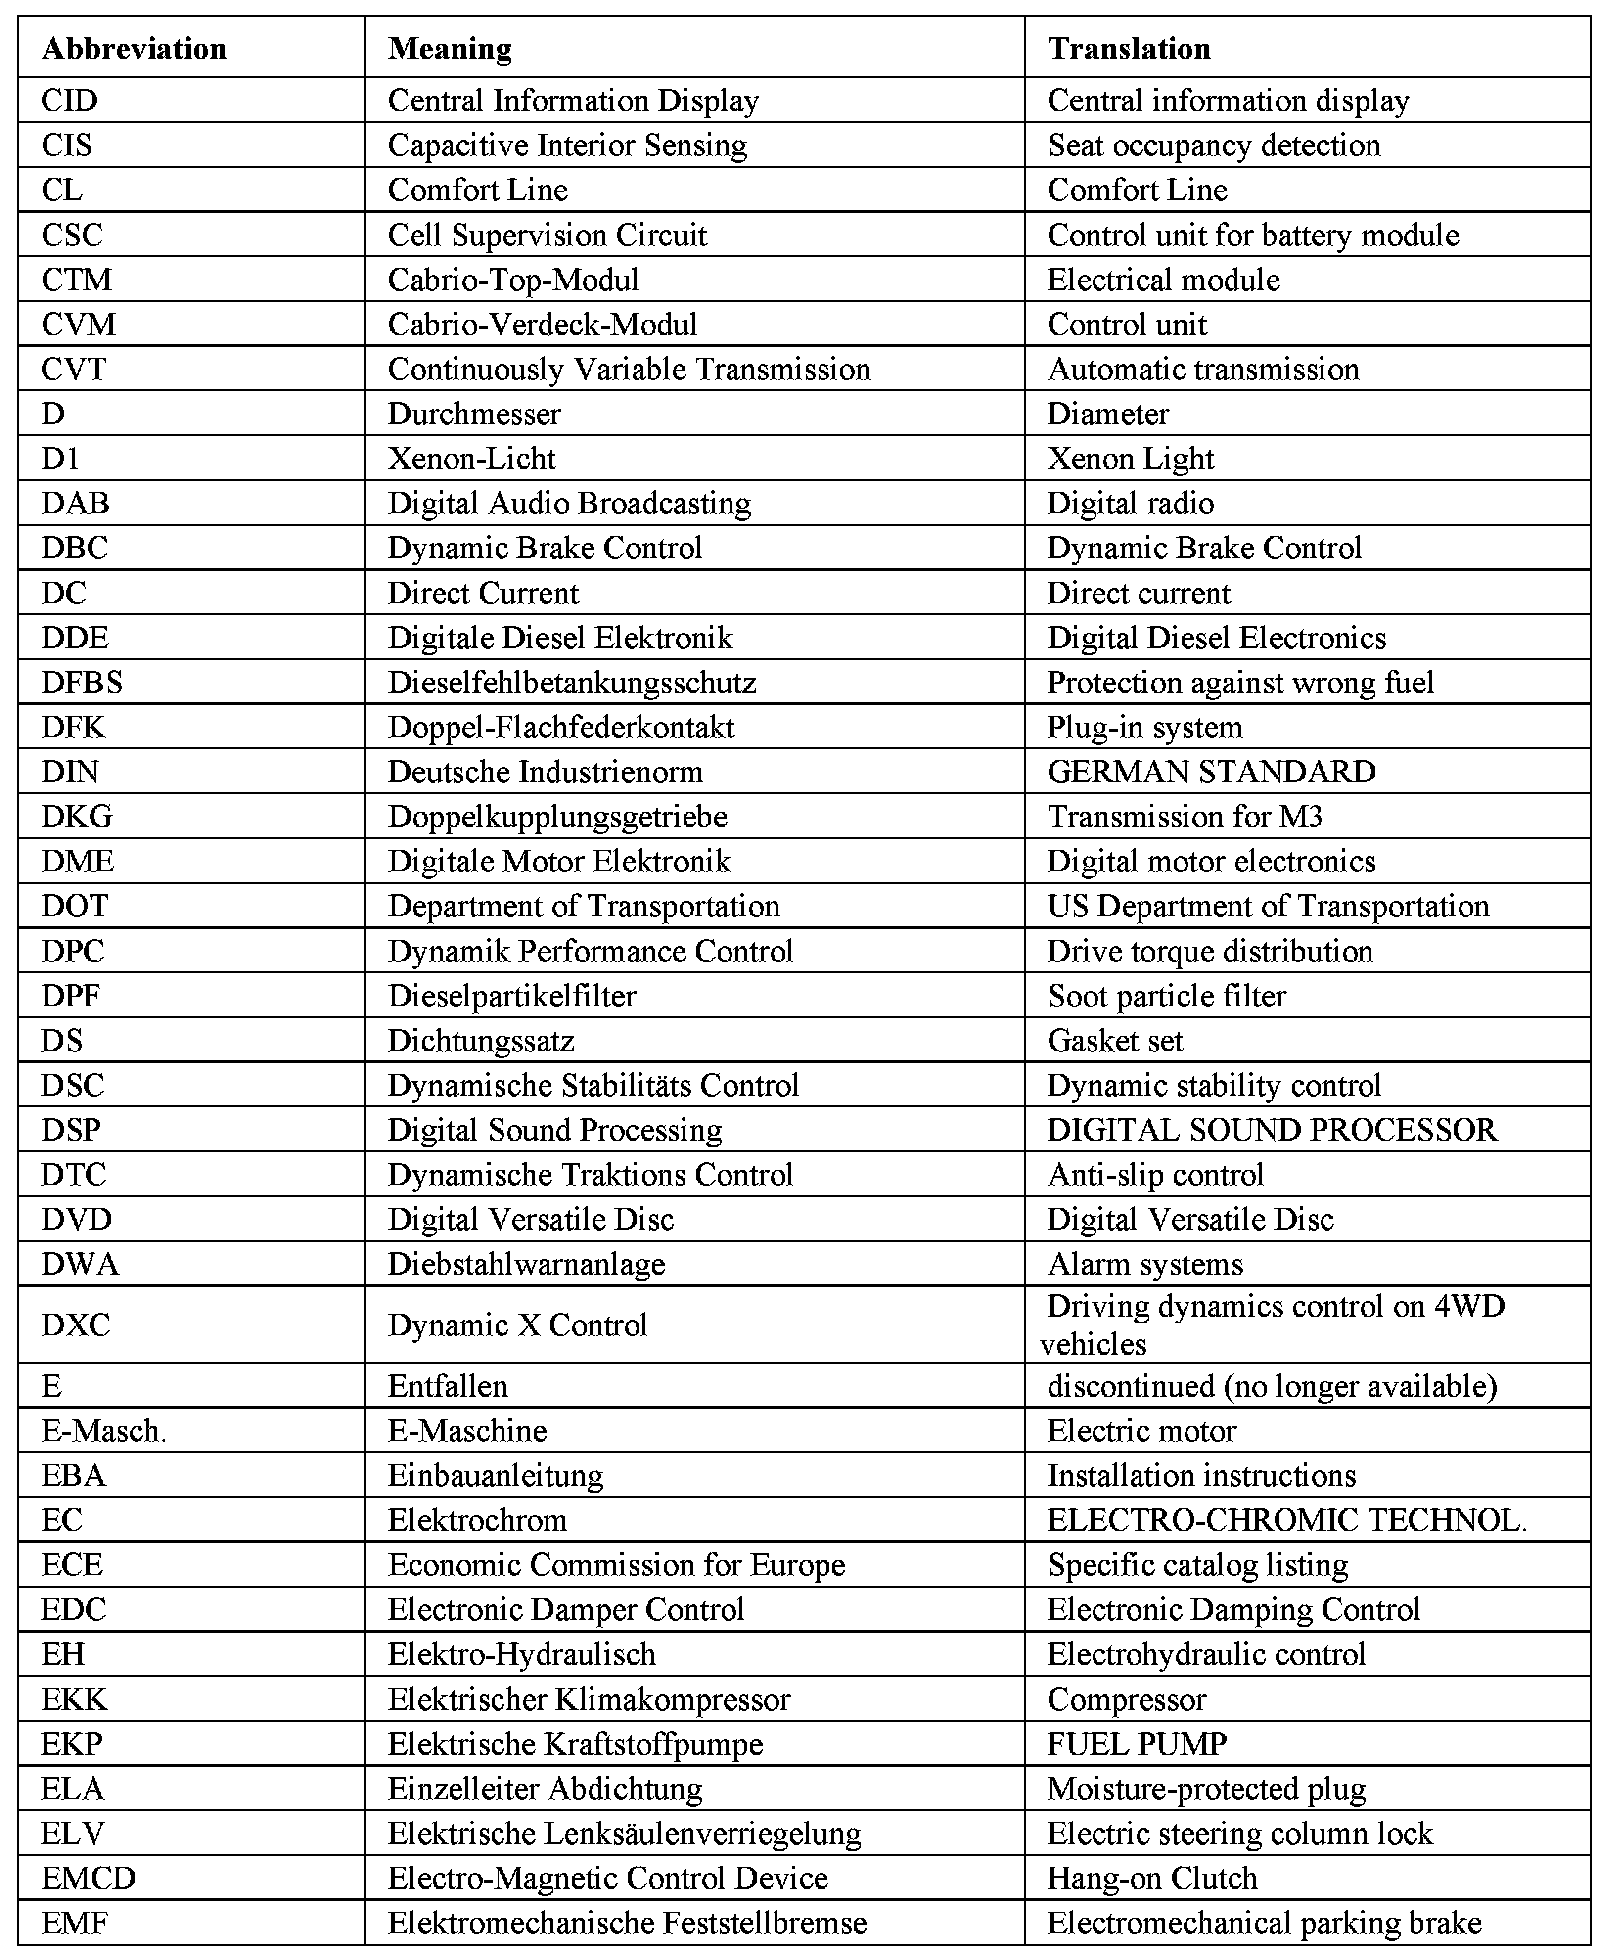 Abbreviation Meaning Translation
CID Central Information Display Central information display
CIS Capacitive Interior Sensing Seat occupancy detection
CL Comfort Line Comfort Line
CSC Cell Supervision Circuit Control unit for battery module
CTM Cabrio-Top-Modul Electrical module
CVM Cabrio-Verdeck-Modul Control unit
CVT Continuously Variable Transmission Automatic transmission
D Durchmesser Diameter
D1 Xenon-Licht Xenon Light
DAB Digital Audio Broadcasting Digital radio
DBC Dynamic Brake Control Dynamic Brake Control
DC Direct Current Direct current
DDE Digitale Diesel Elektronik Digital Diesel Electronics
DFBS Dieselfehlbetankungsschutz Protection against wrong fuel
DFK Doppel-Flachfederkontakt Plug-in system
DIN Deutsche Industrienorm GERMAN STANDARD
DKG Doppelkupplungsgetriebe Transmission for M3
DME Digitale Motor Elektronik Digital motor electronics
DOT Department of Transportation US Department of Transportation
DPC Dynamik Performance Control Drive torque distribution
DPF Dieselpartikelfilter Soot particle filter
DS Dichtungssatz Gasket set
DSC Dynamische Stabilitäts Control Dynamic stability control
DSP Digital Sound Processing DIGITAL SOUND PROCESSOR
DTC Dynamische Traktions Control Anti-slip control
DVD Digital Versatile Disc Digital Versatile Disc
DWA Diebstahlwarnanlage Alarm systems
DXC Dynamic X Control Driving dynamics control on 4WD
vehicles
E Entfallen discontinued (no longer available)
E-Masch. E-Maschine Electric motor
EBA Einbauanleitung Installation instructions
EC Elektrochrom ELECTRO-CHROMIC TECHNOL.
ECE Economic Commission for Europe Specific catalog listing
EDC Electronic Damper Control Electronic Damping Control
EH Elektro-Hydraulisch Electrohydraulic control
EKK Elektrischer Klimakompressor Compressor
EKP Elektrische Kraftstoffpumpe FUEL PUMP
ELA Einzelleiter Abdichtung Moisture-protected plug
ELV Elektrische Lenksäulenverriegelung Electric steering column lock
EMCD Electro-Magnetic Control Device Hang-on Clutch
EMF Elektromechanische Feststellbremse Electromechanical parking brake